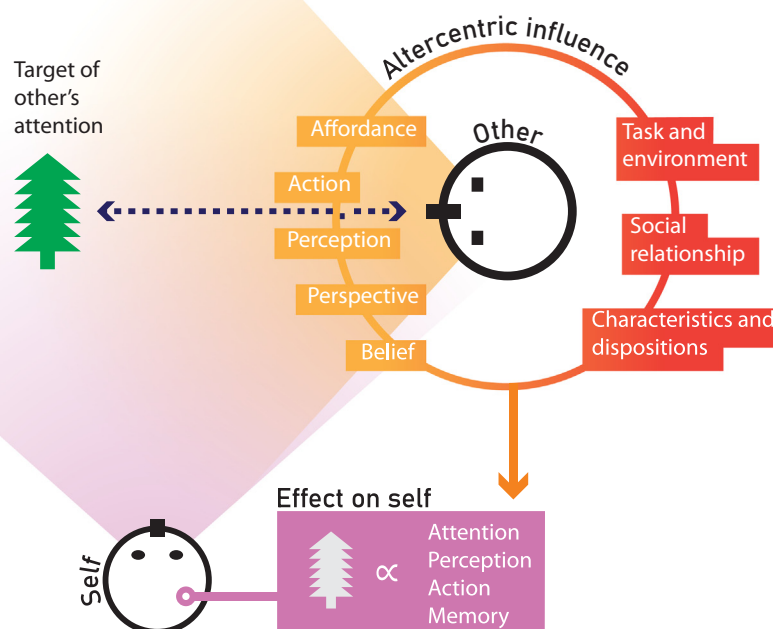 Altercentric influence
Target of
other's
attention
Other
Affordance
Action
Perception
Perspective
Belief
Task and
environment
Social
relationship
Characteristics and
dispositions
Effect on self
Self
∝
Attention
Perception
Action
Memory